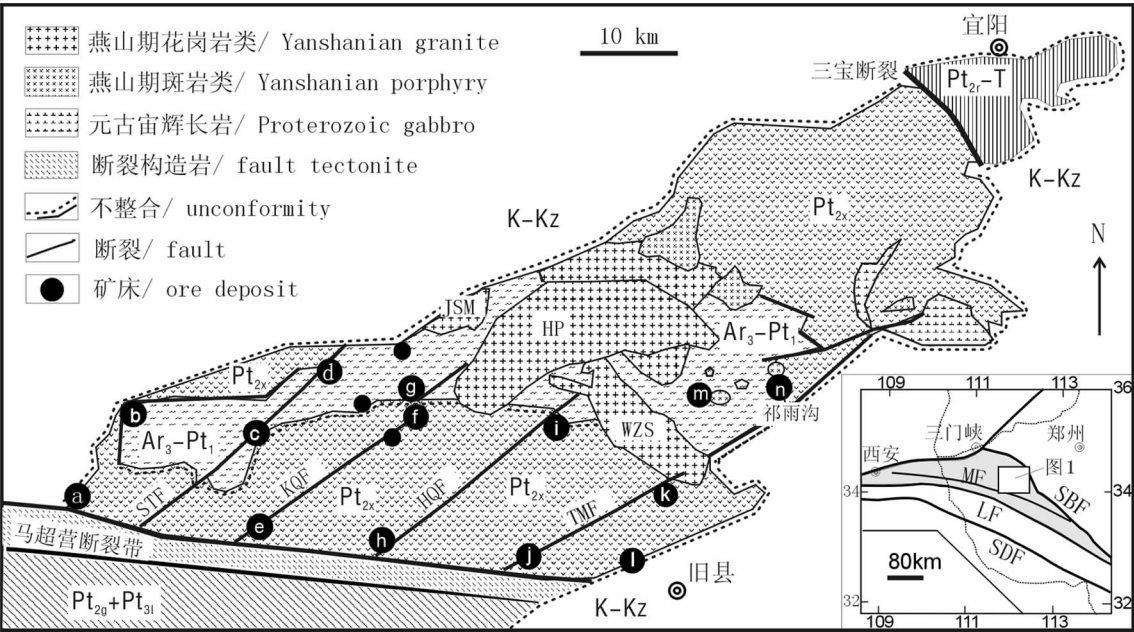 燕山期花岗岩类/ Yanshanian granite
燕山期斑岩类/ Yanshanian porphyry
元古宙辉长岩/ Proterozoic gabbro
断裂构造岩/ fault tectonite
不整合/ unconformity
断裂/ fault
矿床/ ore deposit
10 km
宜阳
三宝断裂
Pt2r-T
K-Kz
Pt2x
K-Kz
N
JSM
HP
Ar3-Pt1
d
g
Pt2x
b
m
n
f
c
i
祁雨沟
Ar3-Pt1
WZS
a
STF
KQF
Pt2x
HQF
Pt2x
TMF
k
e
h
j
l
马超营断裂带
旧县
Pt2g+Pt3l
K-Kz
109
111
113
36
三门峡
郑州
西安
图1
MF
34
34
SBF
LF
SDF
80km
32
32
109
111
113